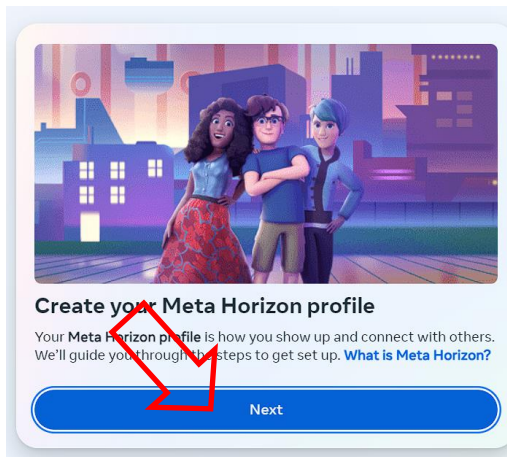 Create your Meta Horizon profile
Your Meta Horizon profile is how you show up and connect with others.
We'll guide you through the steps to get set up. What is Meta Horizon?
Next